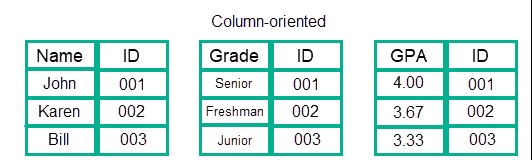 Column-oriented
Name ID Grade ID GPA ID
John 001 Senior 001 4.00 001
Karen 002 Freshman 002 3.67 002
Bill 003 Junior 003 3.33 003